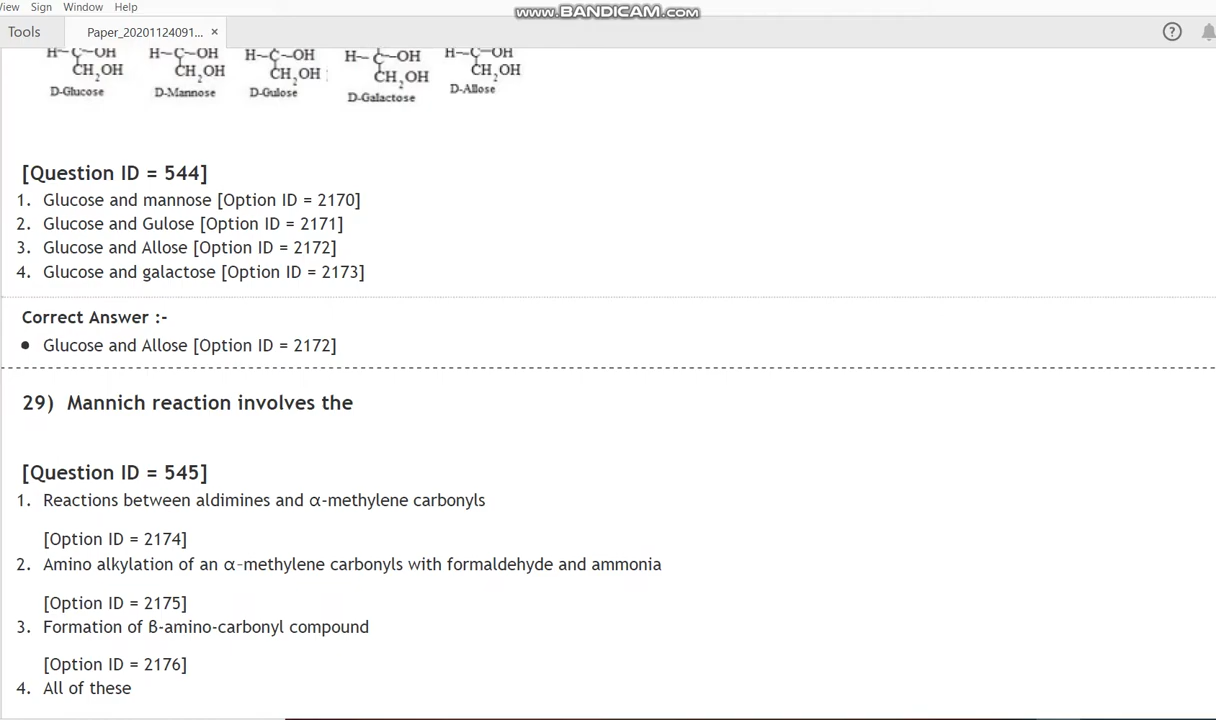 View Sign Window Help
www.BANDICAM.com
Tools Paper_20201124091... ×
H–C–OH H–C–OH H–C–OH H–C–OH H–C–OH
CH2OH CH2OH CH2OH CH2OH CH2OH
D-Glucose D-Mannose D-Gulose D-Galactose D-Allose
[Question ID = 544]
1. Glucose and mannose [Option ID = 2170]
2. Glucose and Gulose [Option ID = 2171]
3. Glucose and Allose [Option ID = 2172]
4. Glucose and galactose [Option ID = 2173]
Correct Answer :-
• Glucose and Allose [Option ID = 2172]
29) Mannich reaction involves the
[Question ID = 545]
1. Reactions between aldimines and α-methylene carbonyls
[Option ID = 2174]
2. Amino alkylation of an α-methylene carbonyls with formaldehyde and ammonia
[Option ID = 2175]
3. Formation of ß-amino-carbonyl compound
[Option ID = 2176]
4. All of these